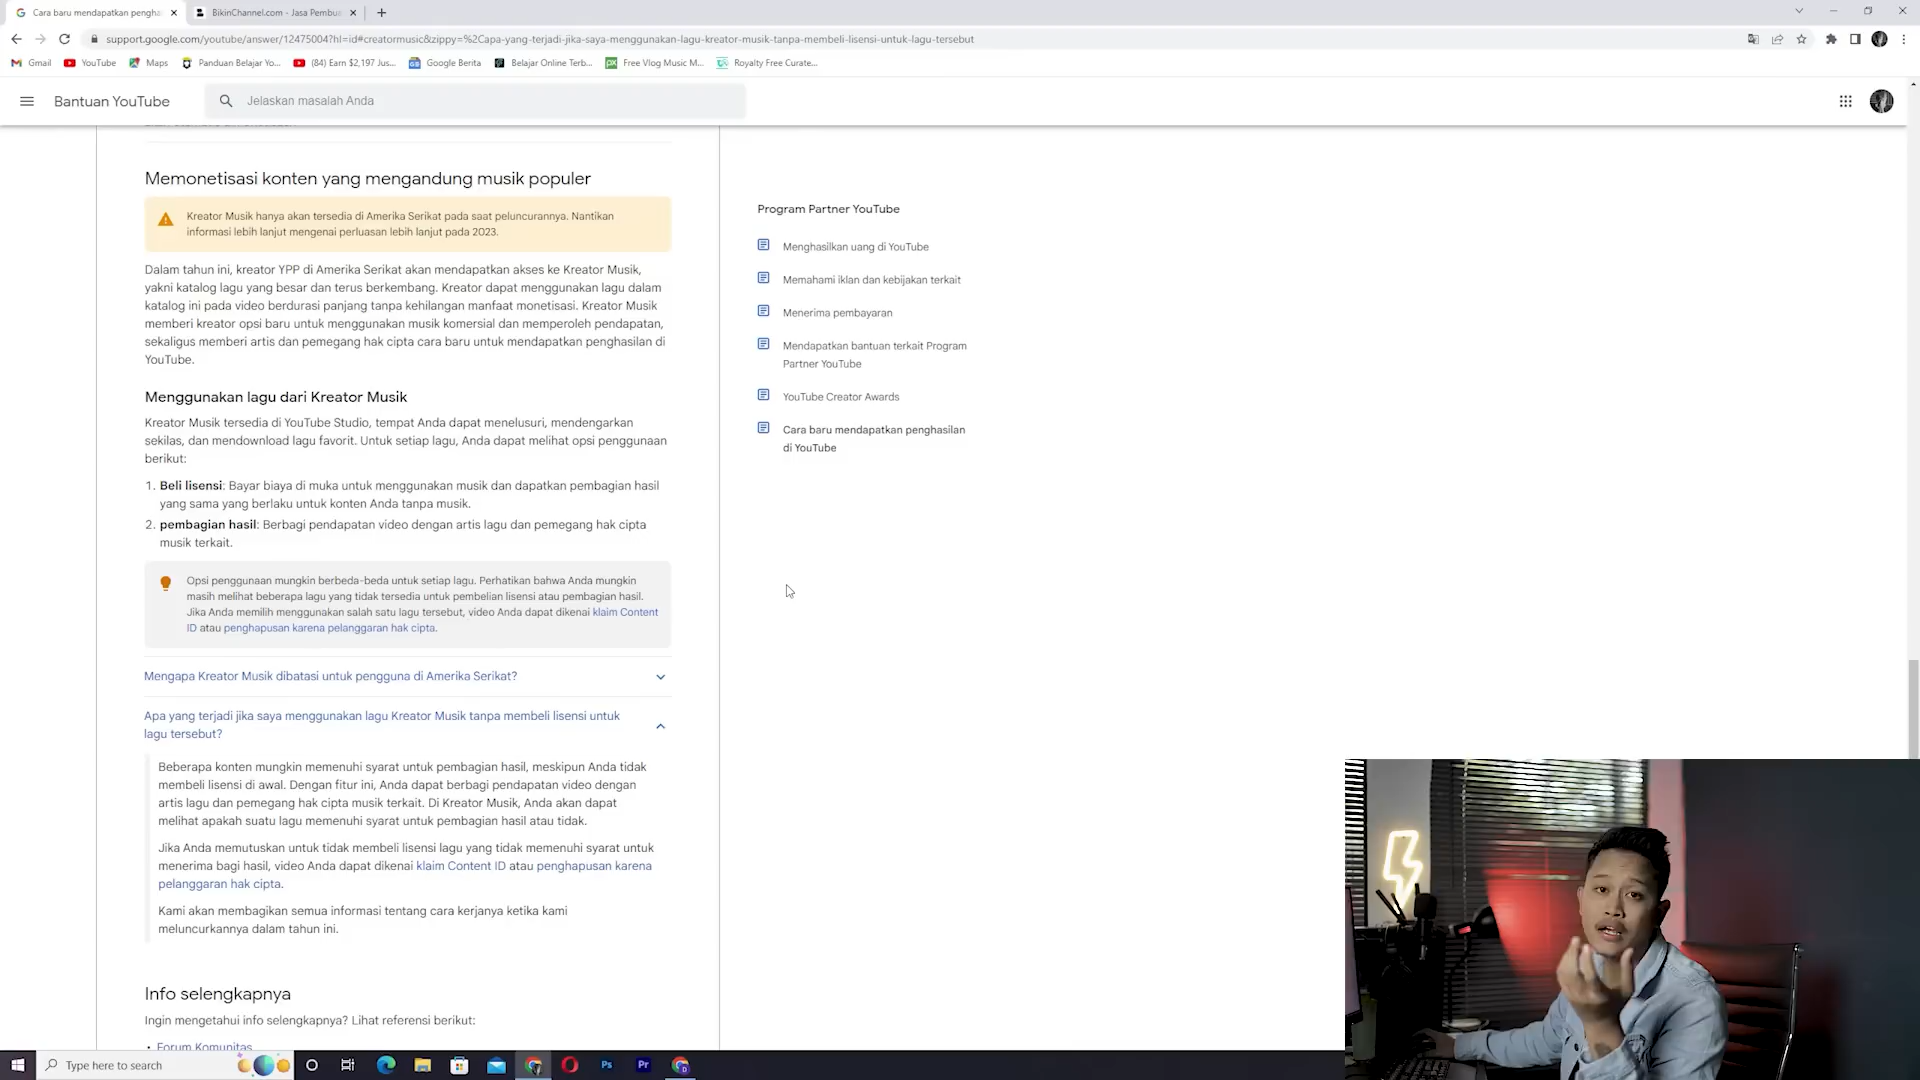 Cara baru mendapatkan pengha
BikinChannel.com - Jasa Pembua
support.google.com/youtube/answer/12475004?hl=id#creatormusic&zippy=%2Capa-yang-terjadi-jika-saya-menggunakan-lagu-kreator-musik-tanpa-membeli-lisensi-untuk-lagu-tersebut
Gmail
YouTube
Maps
Panduan Belajar Yo...
(84) Earn $2,197 Jus...
Google Berita
Belajar Online Terb...
Free Vlog Music M...
Royalty Free Curate...
Bantuan YouTube
Jelaskan masalah Anda
Memonetisasi konten yang mengandung musik populer
Kreator Musik hanya akan tersedia di Amerika Serikat pada saat peluncurannya. Nantikan
informasi lebih lanjut mengenai perluasan lebih lanjut pada 2023.
Dalam tahun ini, kreator YPP di Amerika Serikat akan mendapatkan akses ke Kreator Musik,
yakni katalog lagu yang besar dan terus berkembang. Kreator dapat menggunakan lagu dalam
katalog ini pada video berdurasi panjang tanpa kehilangan manfaat monetisasi. Kreator Musik
memberi kreator opsi baru untuk menggunakan musik komersial dan memperoleh pendapatan,
sekaligus memberi artis dan pemegang hak cipta cara baru untuk mendapatkan penghasilan di
YouTube.
Menggunakan lagu dari Kreator Musik
Kreator Musik tersedia di YouTube Studio, tempat Anda dapat menelusuri, mendengarkan
sekilas, dan mendownload lagu favorit. Untuk setiap lagu, Anda dapat melihat opsi penggunaan
berikut:
1. Beli lisensi: Bayar biaya di muka untuk menggunakan musik dan dapatkan pembagian hasil
yang sama yang berlaku untuk konten Anda tanpa musik.
2. pembagian hasil: Berbagi pendapatan video dengan artis lagu dan pemegang hak cipta
musik terkait.
Opsi penggunaan mungkin berbeda-beda untuk setiap lagu. Perhatikan bahwa Anda mungkin
masih melihat beberapa lagu yang tidak tersedia untuk pembelian lisensi atau pembagian hasil.
Jika Anda memilih menggunakan salah satu lagu tersebut, video Anda dapat dikenai klaim Content
ID atau penghapusan karena pelanggaran hak cipta.
Mengapa Kreator Musik dibatasi untuk pengguna di Amerika Serikat?
Apa yang terjadi jika saya menggunakan lagu Kreator Musik tanpa membeli lisensi untuk
lagu tersebut?
Beberapa konten mungkin memenuhi syarat untuk pembagian hasil, meskipun Anda tidak
membeli lisensi di awal. Dengan fitur ini, Anda dapat berbagi pendapatan video dengan
artis lagu dan pemegang hak cipta musik terkait. Di Kreator Musik, Anda akan dapat
melihat apakah suatu lagu memenuhi syarat untuk pembagian hasil atau tidak.
Jika Anda memutuskan untuk tidak membeli lisensi lagu yang tidak memenuhi syarat untuk
menerima bagi hasil, video Anda dapat dikenai klaim Content ID atau penghapusan karena
pelanggaran hak cipta.
Kami akan membagikan semua informasi tentang cara kerjanya ketika kami
meluncurkannya dalam tahun ini.
Info selengkapnya
Ingin mengetahui info selengkapnya? Lihat referensi berikut:
• Forum Komunitas
Program Partner YouTube
Menghasilkan uang di YouTube
Memahami iklan dan kebijakan terkait
Menerima pembayaran
Mendapatkan bantuan terkait Program
Partner YouTube
YouTube Creator Awards
Cara baru mendapatkan penghasilan
di YouTube
Type here to search
Ps
Pr